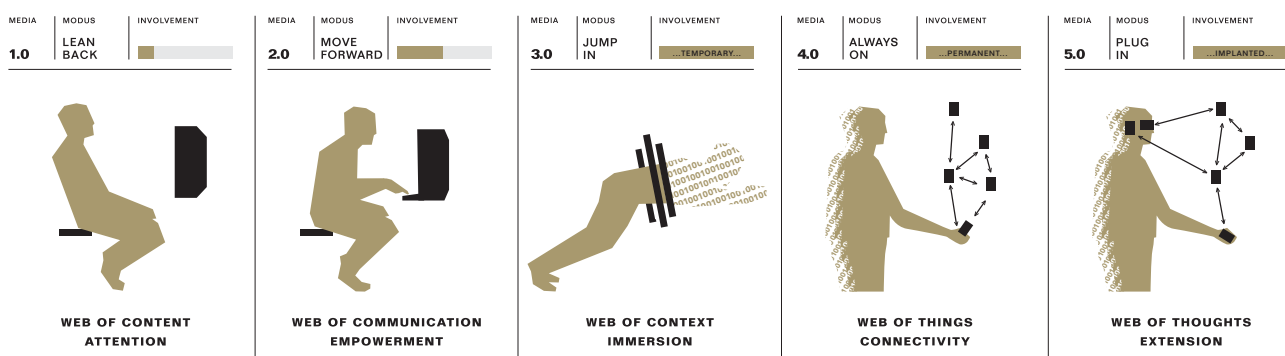 MEDIA MODUS INVOLVEMENT
1.0 LEAN
BACK
WEB OF CONTENT
ATTENTION
MEDIA MODUS INVOLVEMENT
2.0 MOVE
FORWARD
WEB OF COMMUNICATION
EMPOWERMENT
MEDIA MODUS INVOLVEMENT
3.0 JUMP
IN
...TEMPORARY...
WEB OF CONTEXT
IMMERSION
MEDIA MODUS INVOLVEMENT
4.0 ALWAYS
ON
...PERMANENT...
WEB OF THINGS
CONNECTIVITY
MEDIA MODUS INVOLVEMENT
5.0 PLUG
IN
...IMPLANTED...
WEB OF THOUGHTS
EXTENSION